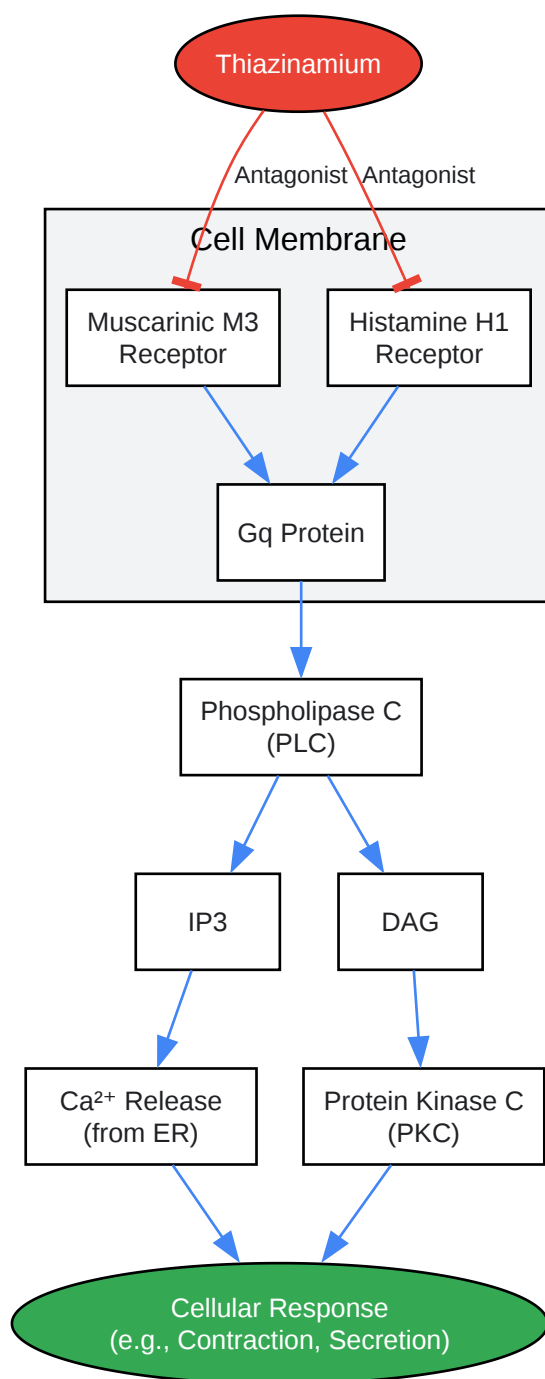 Thiazinamium
Antagonist Antagonist
Cell Membrane
Muscarinic M3
Receptor
Histamine H1
Receptor
Gq Protein
Phospholipase C
(PLC)
IP3
DAG
Ca²⁺ Release
(from ER)
Protein Kinase C
(PKC)
Cellular Response
(e.g., Contraction, Secretion)